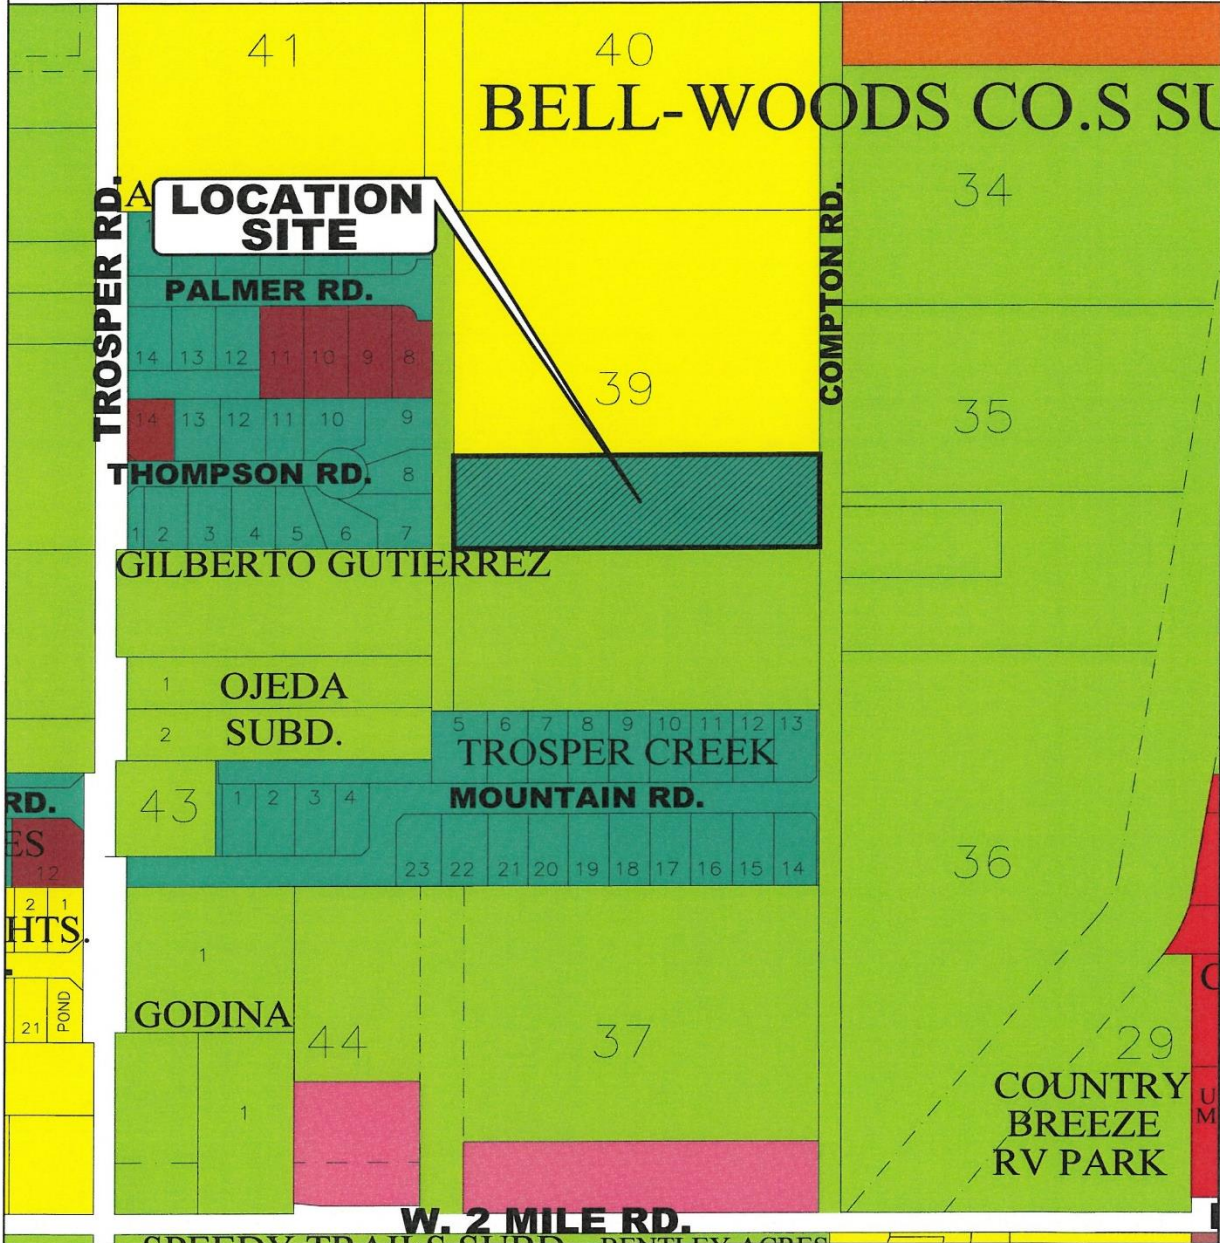 41
40
BELL-WOODS CO.S SU
34
A
LOCATION
SITE
TROSPER RD.
COMPTON RD.
PALMER RD.
14 13 12 11 10 9 8
39
35
14 13 12 11 10 9
THOMPSON RD. 8
1 2 3 4 5 6 7
GILBERTO GUTIERREZ
1 OJEDA
2 SUBD.
5 6 7 8 9 10 11 12 13
TROSPER CREEK
MOUNTAIN RD.
43
1 2 3 4
RD.
ES
12
23 22 21 20 19 18 17 16 15 14
36
2 1
HTS.
21 POND
1
GODINA
44
37
29
1
COUNTRY
BREEZE
RV PARK
C
U
M
W. 2 MILE RD.
SPEEDY TRAILS SUBD. BENTLEY ACRES